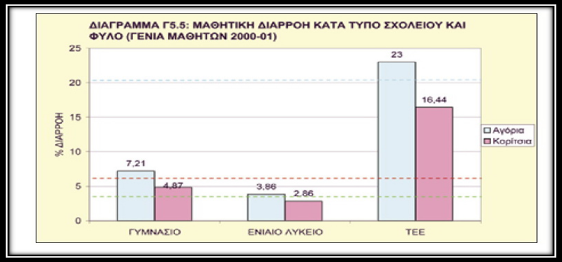 ΔΙΑΓΡΑΜΜΑ Γ5.5: ΜΑΘΗΤΙΚΗ ΔΙΑΡΡΟΗ ΚΑΤΑ ΤΥΠΟ ΣΧΟΛΕΙΟΥ ΚΑΙ
ΦΥΛΟ (ΓΕΝΙΑ ΜΑΘΗΤΩΝ 2000-01)
% ΔΙΑΡΡΟΗ
25
20
15
10
5
0
7,21
4,87
3,86
2,86
23
16,44
ΓΥΜΝΑΣΙΟ
ΕΝΙΑΙΟ ΛΥΚΕΙΟ
ΤΕΕ
Αγόρια
Κορίτσια